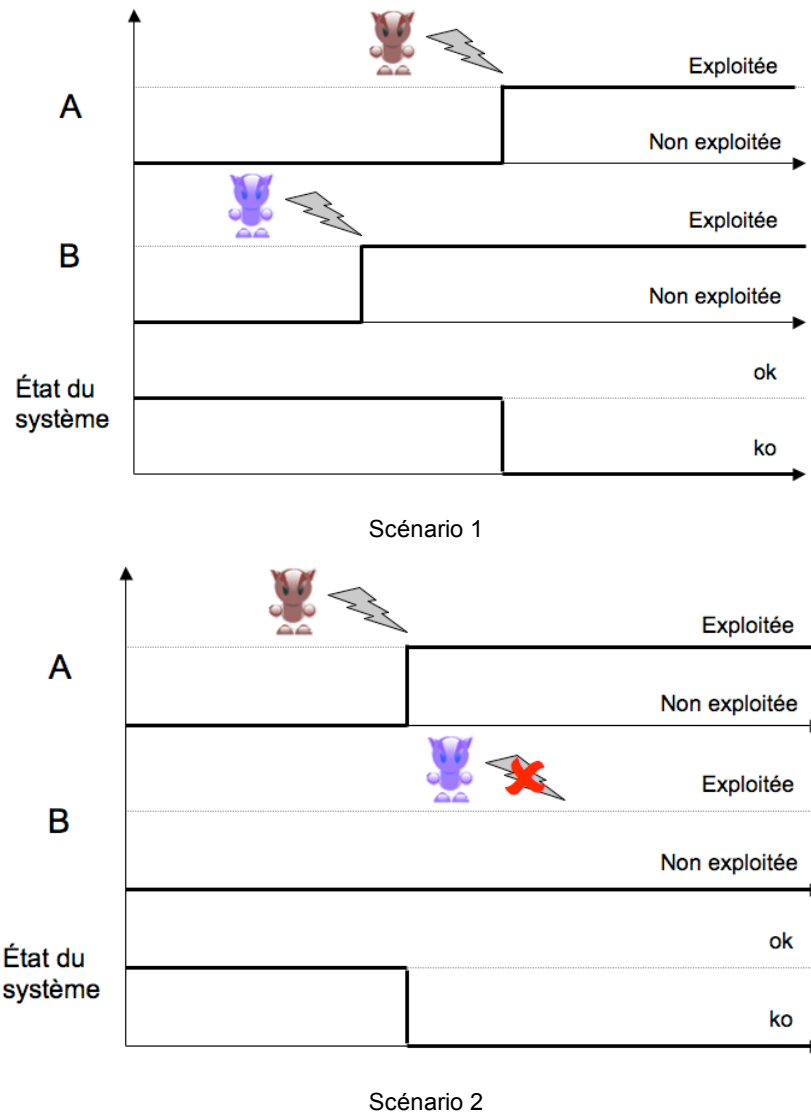 Exploitée
A
Non exploitée
Exploitée
B
Non exploitée
ok
État du
système
ko
Scénario 1
Exploitée
A
Non exploitée
Exploitée
B
Non exploitée
ok
État du
système
ko
Scénario 2